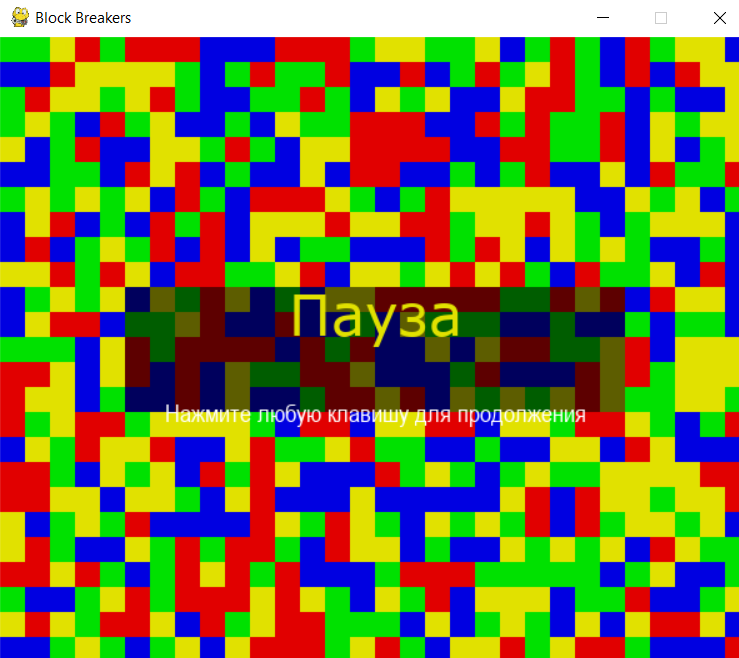 Block Breakers
Пауза
Нажмите любую клавишу для продолжения